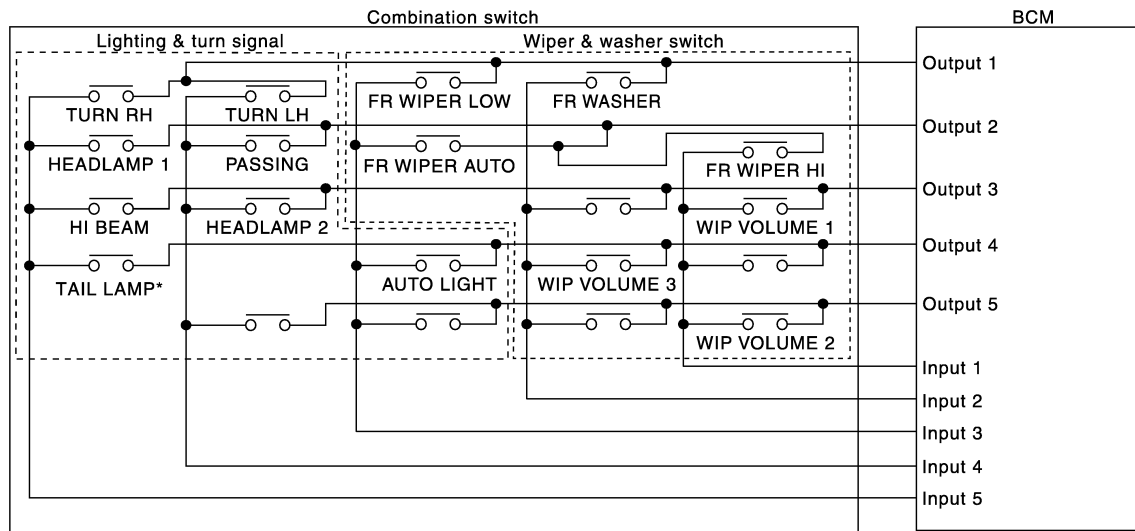 Combination switch
BCM
Lighting & turn signal
Wiper & washer switch
Output 1
TURN RH
TURN LH
FR WIPER LOW
FR WASHER
Output 2
HEADLAMP 1
PASSING
FR WIPER AUTO
FR WIPER HI
Output 3
HI BEAM
HEADLAMP 2
WIP VOLUME 1
Output 4
TAIL LAMP*
AUTO LIGHT
WIP VOLUME 3
Output 5
WIP VOLUME 2
Input 1
Input 2
Input 3
Input 4
Input 5